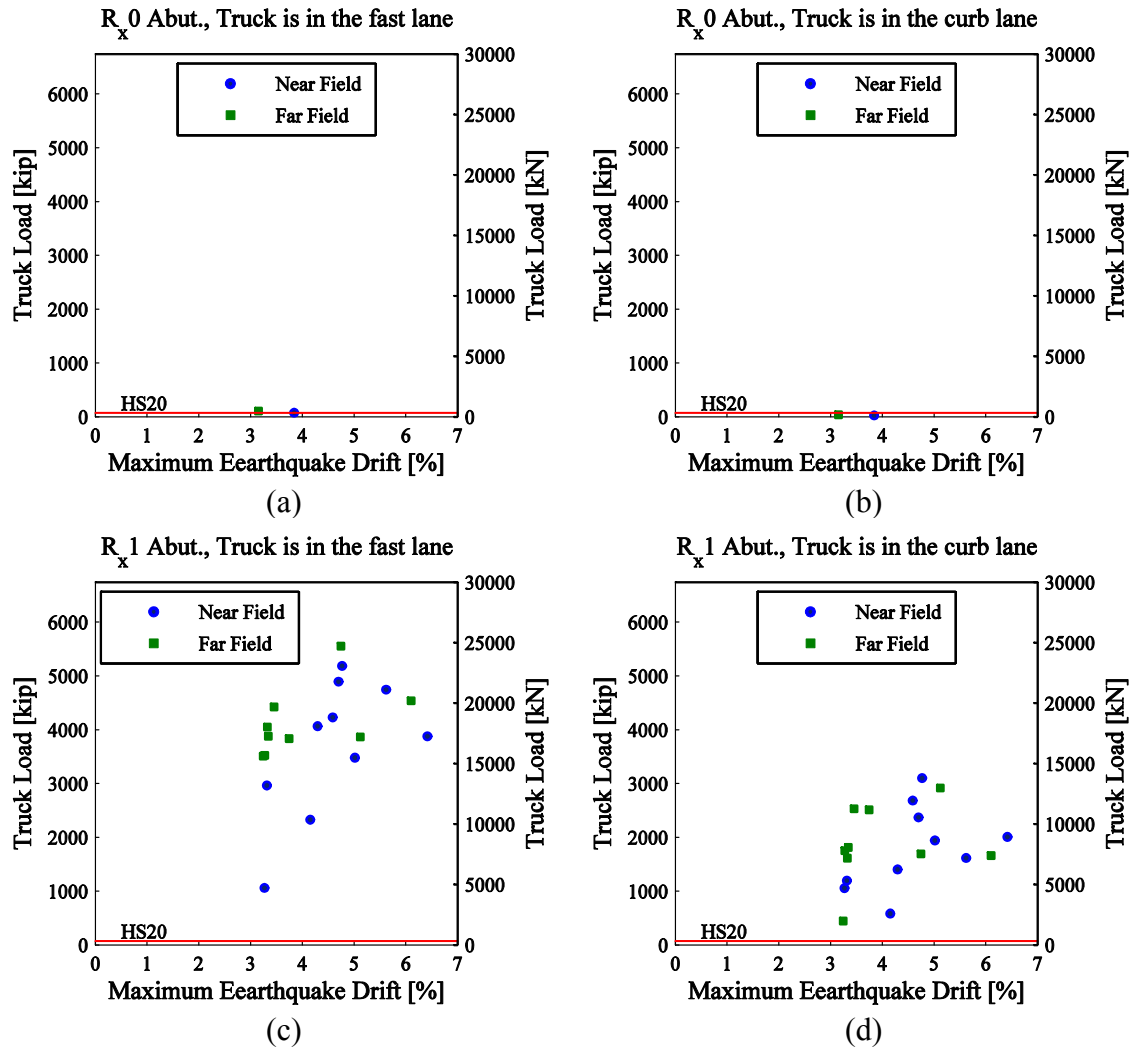 R_x0 Abut., Truck is in the fast lane
Near Field
Far Field
Truck Load [kip]
6000
5000
4000
3000
2000
1000
0
30000
25000
20000
15000
10000
5000
0
Truck Load [kN]
HS20
0 1 2 3 4 5 6 7
Maximum Eearthquake Drift [%]
(a)
R_x0 Abut., Truck is in the curb lane
Near Field
Far Field
Truck Load [kip]
6000
5000
4000
3000
2000
1000
0
30000
25000
20000
15000
10000
5000
0
Truck Load [kN]
HS20
0 1 2 3 4 5 6 7
Maximum Eearthquake Drift [%]
(b)
R_x1 Abut., Truck is in the fast lane
Near Field
Far Field
Truck Load [kip]
6000
5000
4000
3000
2000
1000
0
30000
25000
20000
15000
10000
5000
0
Truck Load [kN]
HS20
0 1 2 3 4 5 6 7
Maximum Eearthquake Drift [%]
(c)
R_x1 Abut., Truck is in the curb lane
Near Field
Far Field
Truck Load [kip]
6000
5000
4000
3000
2000
1000
0
30000
25000
20000
15000
10000
5000
0
Truck Load [kN]
HS20
0 1 2 3 4 5 6 7
Maximum Eearthquake Drift [%]
(d)